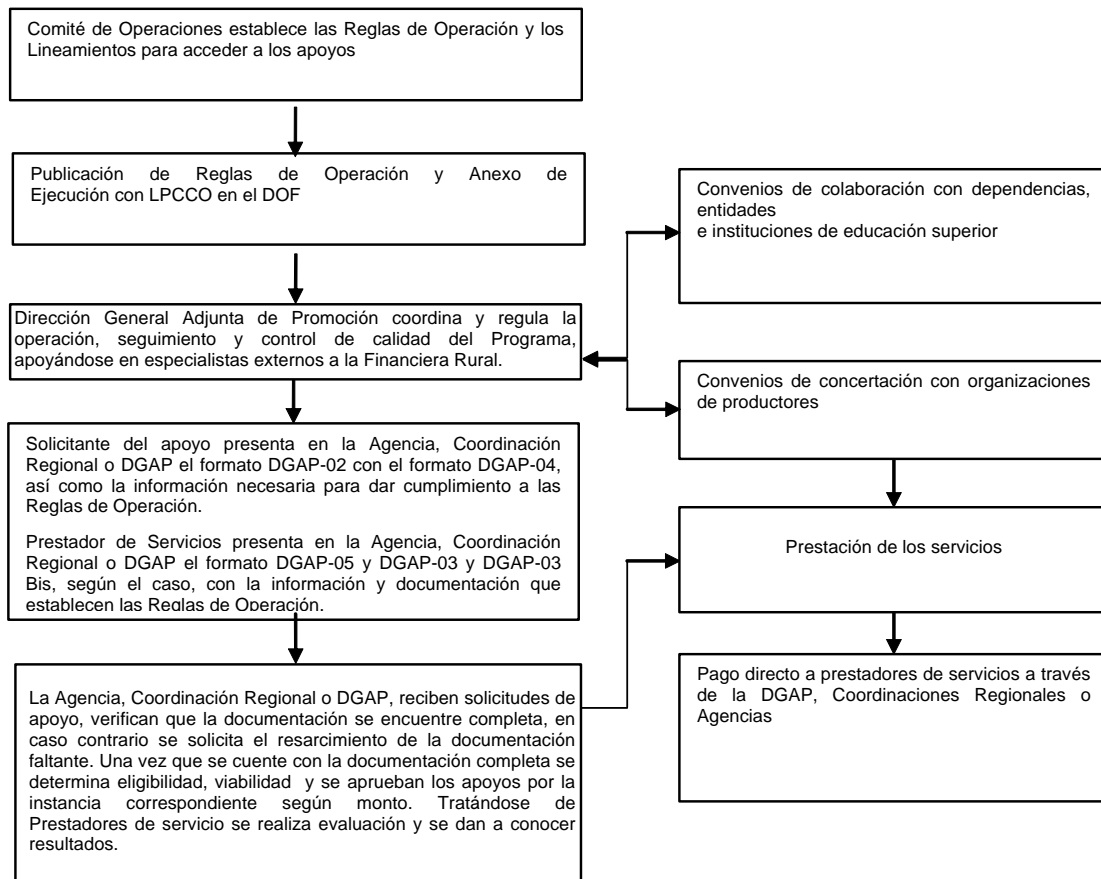 Comité de Operaciones establece las Reglas de Operación y los
Lineamientos para acceder a los apoyos
Publicación de Reglas de Operación y Anexo de
Ejecución con LPCCO en el DOF
Dirección General Adjunta de Promoción coordina y regula la
operación, seguimiento y control de calidad del Programa,
apoyándose en especialistas externos a la Financiera Rural.
Solicitante del apoyo presenta en la Agencia, Coordinación
Regional o DGAP el formato DGAP-02 con el formato DGAP-04,
así como la información necesaria para dar cumplimiento a las
Reglas de Operación.
Prestador de Servicios presenta en la Agencia, Coordinación
Regional o DGAP el formato DGAP-05 y DGAP-03 y DGAP-03
Bis, según el caso, con la información y documentación que
establecen las Reglas de Operación.
La Agencia, Coordinación Regional o DGAP, reciben solicitudes de
apoyo, verifican que la documentación se encuentre completa, en
caso contrario se solicita el resarcimiento de la documentación
faltante. Una vez que se cuente con la documentación completa se
determina eligibilidad, viabilidad y se aprueban los apoyos por la
instancia correspondiente según monto. Tratándose de
Prestadores de servicio se realiza evaluación y se dan a conocer
resultados.
Convenios de colaboración con dependencias,
entidades
e instituciones de educación superior
Convenios de concertación con organizaciones
de productores
Prestación de los servicios
Pago directo a prestadores de servicios a través
de la DGAP, Coordinaciones Regionales o
Agencias